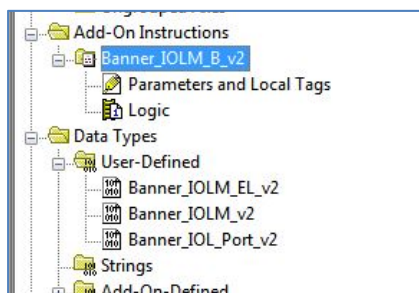 Add-On Instructions
Banner_IOLM_B_v2
Parameters and Local Tags
Logic
Data Types
User-Defined
Banner_IOLM_EL_v2
Banner_IOLM_v2
Banner_IOL_Port_v2
Strings
Add-On-Defined